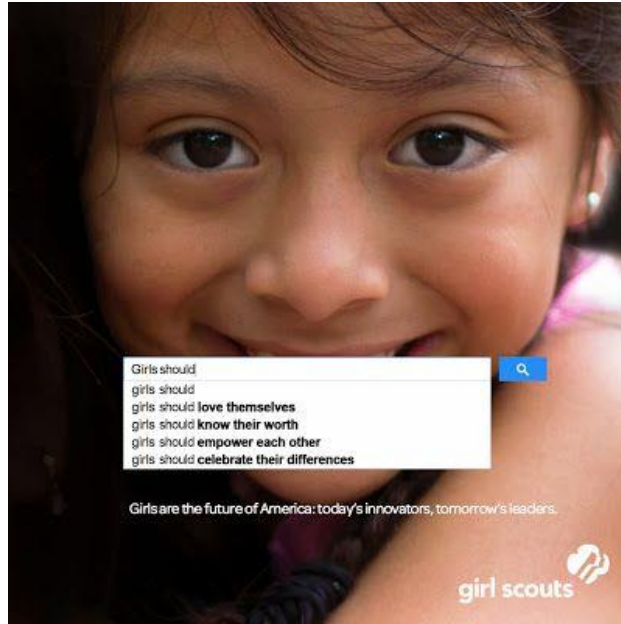 Girls should
girls should
girls should love themselves
girls should know their worth
girls should empower each other
girls should celebrate their differences
Girls are the future of America: today's innovators, tomorrow's leaders.
girl scouts